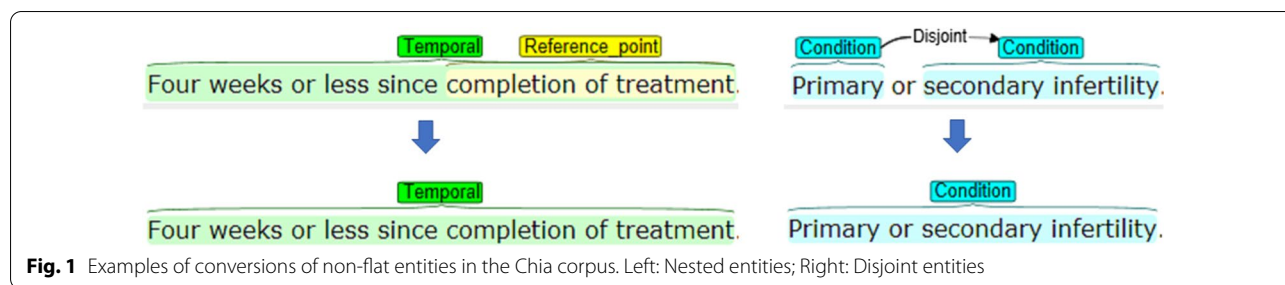 Temporal Reference_point
Four weeks or less since completion of treatment.
Condition Disjoint Condition
Primary or secondary infertility.
Temporal
Four weeks or less since completion of treatment.
Condition
Primary or secondary infertility.
Fig. 1 Examples of conversions of non-flat entities in the Chia corpus. Left: Nested entities; Right: Disjoint entities